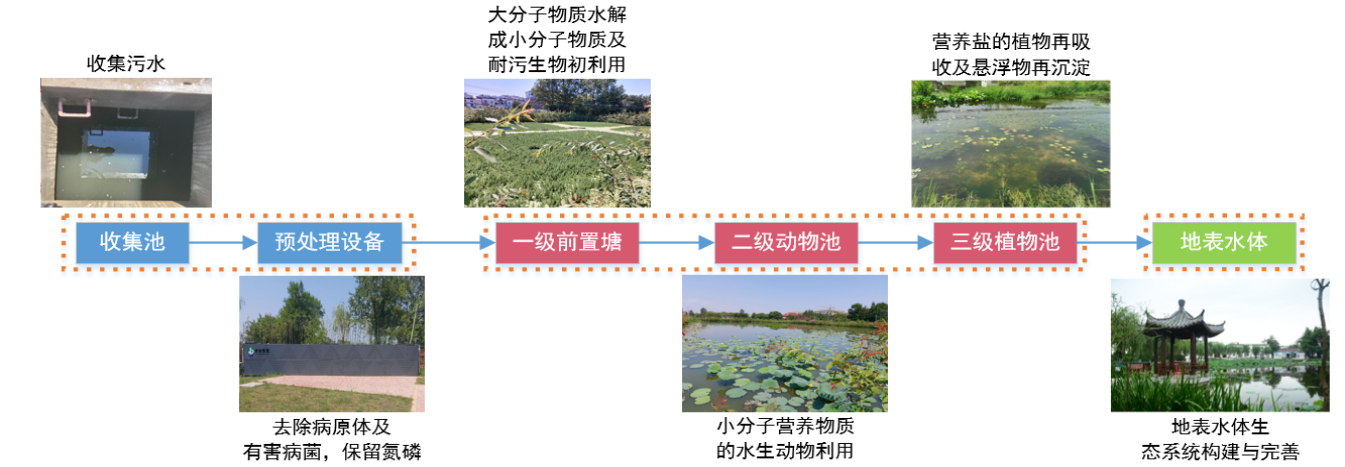 收集污水
大分子物质水解
成小分子物质及
耐污生物初利用
营养盐的植物再吸
收及悬浮物再沉淀
收集池
预处理设备
一级前置塘
二级动物池
三级植物池
地表水体
去除病原体及
有害病菌，保留氮磷
小分子营养物质
的水生动物利用
地表水体生
态系统构建与完善